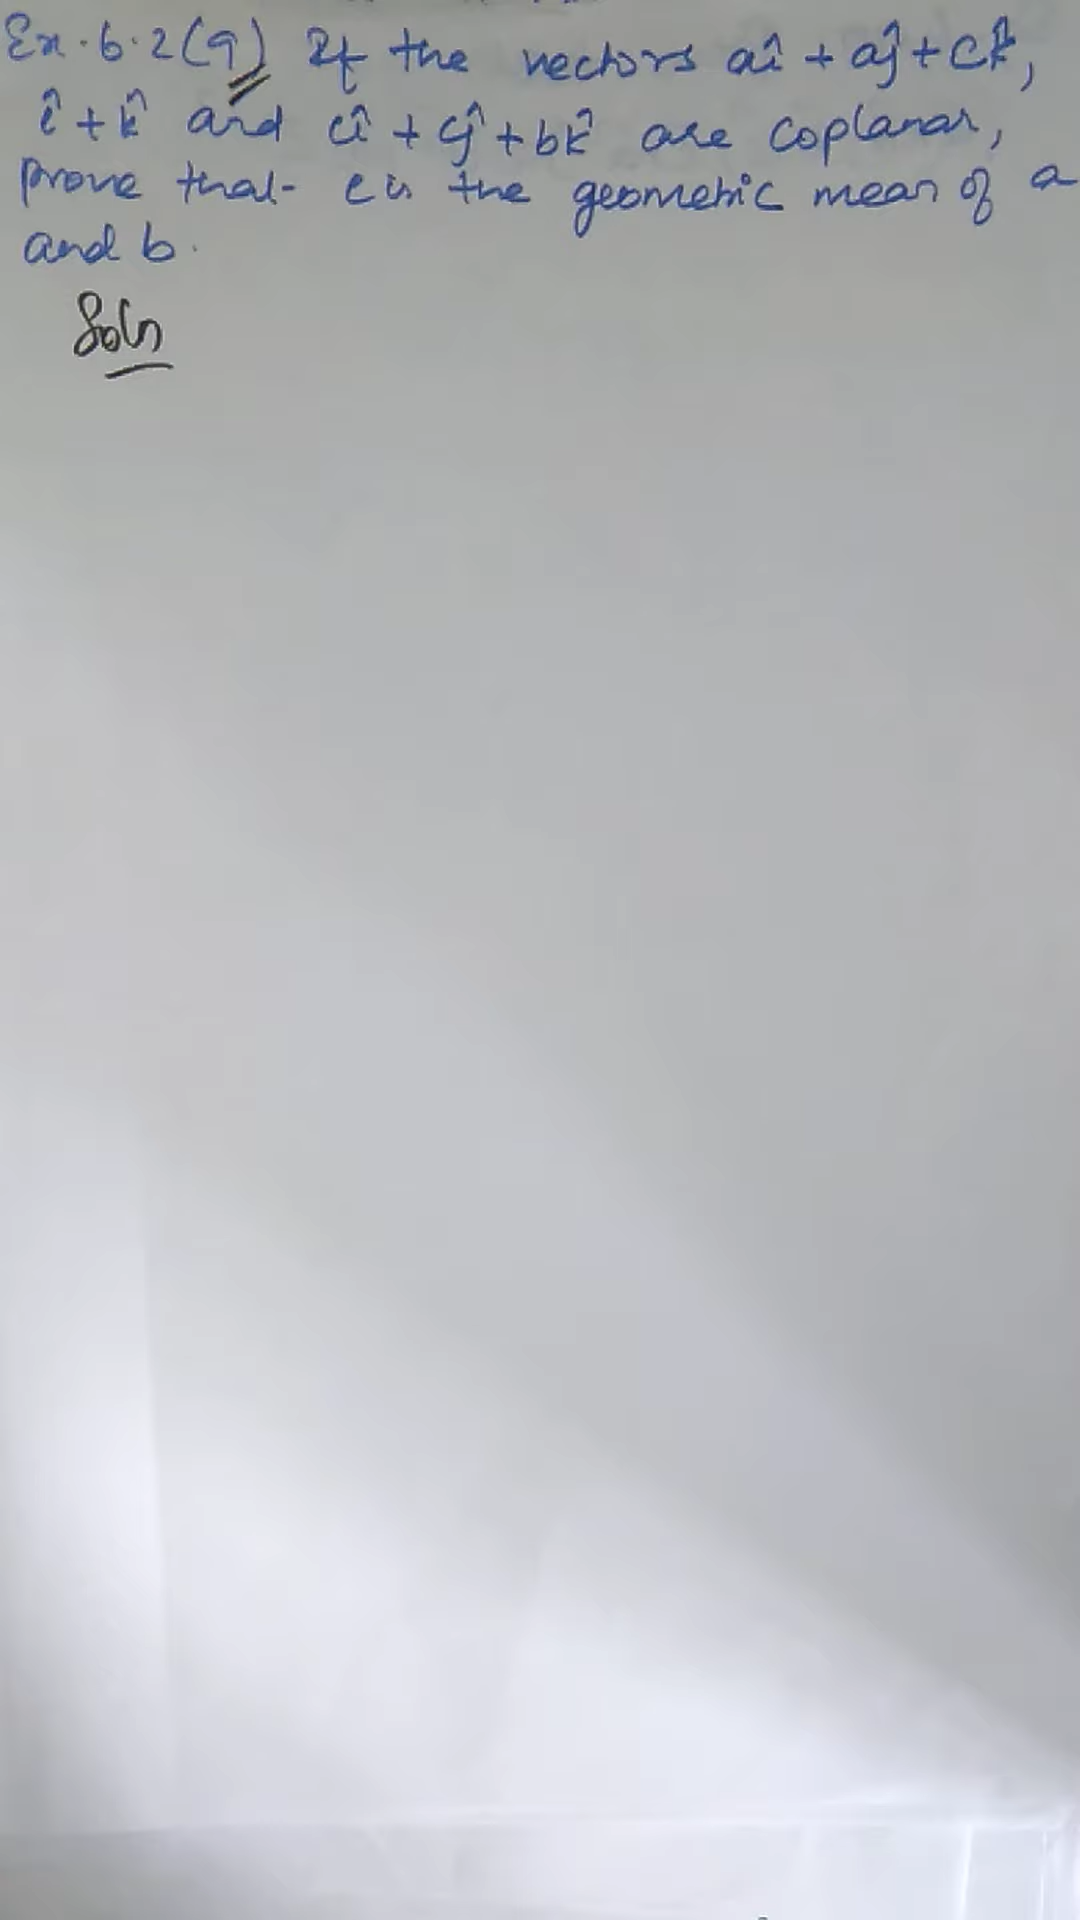 Ex. 6.2(9) If the vectors aî + aĵ + ck̂,
î + k̂ and cî + cĵ + bk̂ are coplanar,
prove that c is the geometric mean of a
and b.
Soln